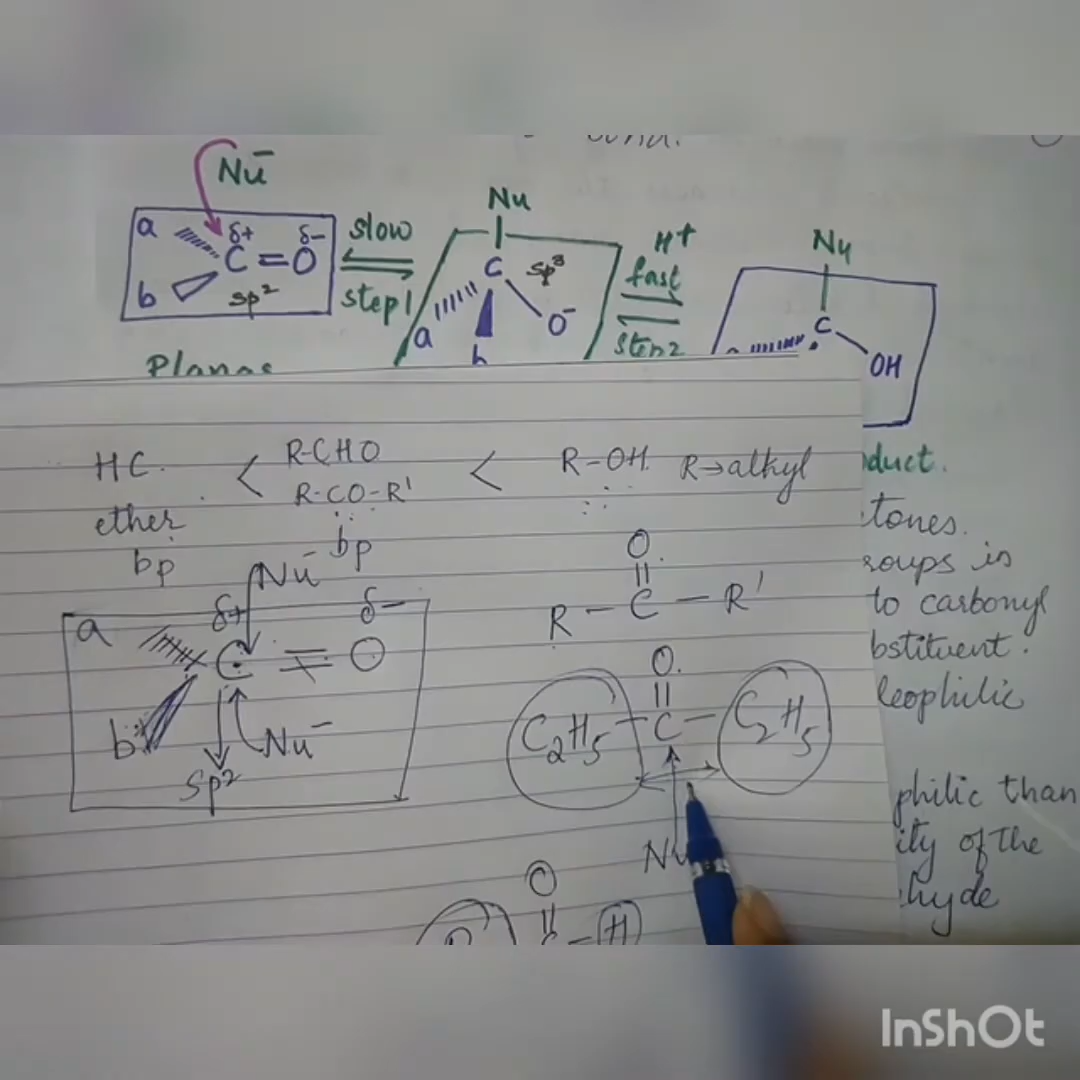 Nu⁻
a δ+ δ−
C = O
b sp²
slow
step 1
Nu
C sp³
a b O⁻
H⁺
fast
step 2
Nu
C
OH
Planar
HC. < R-CHO < R-OH R→alkyl
R-CO-R'
ether
bp bp
duct.
tones.
roups is
to carbonyl
bstituent.
leophilic
philic than
ity of the
hyde
Nu⁻
a δ+ δ−
C = O
b Nu⁻
sp²
O
||
R - C - R'
O
||
C₂H₅ - C - C₂H₅
Nu
O
||
C - H
InShOt